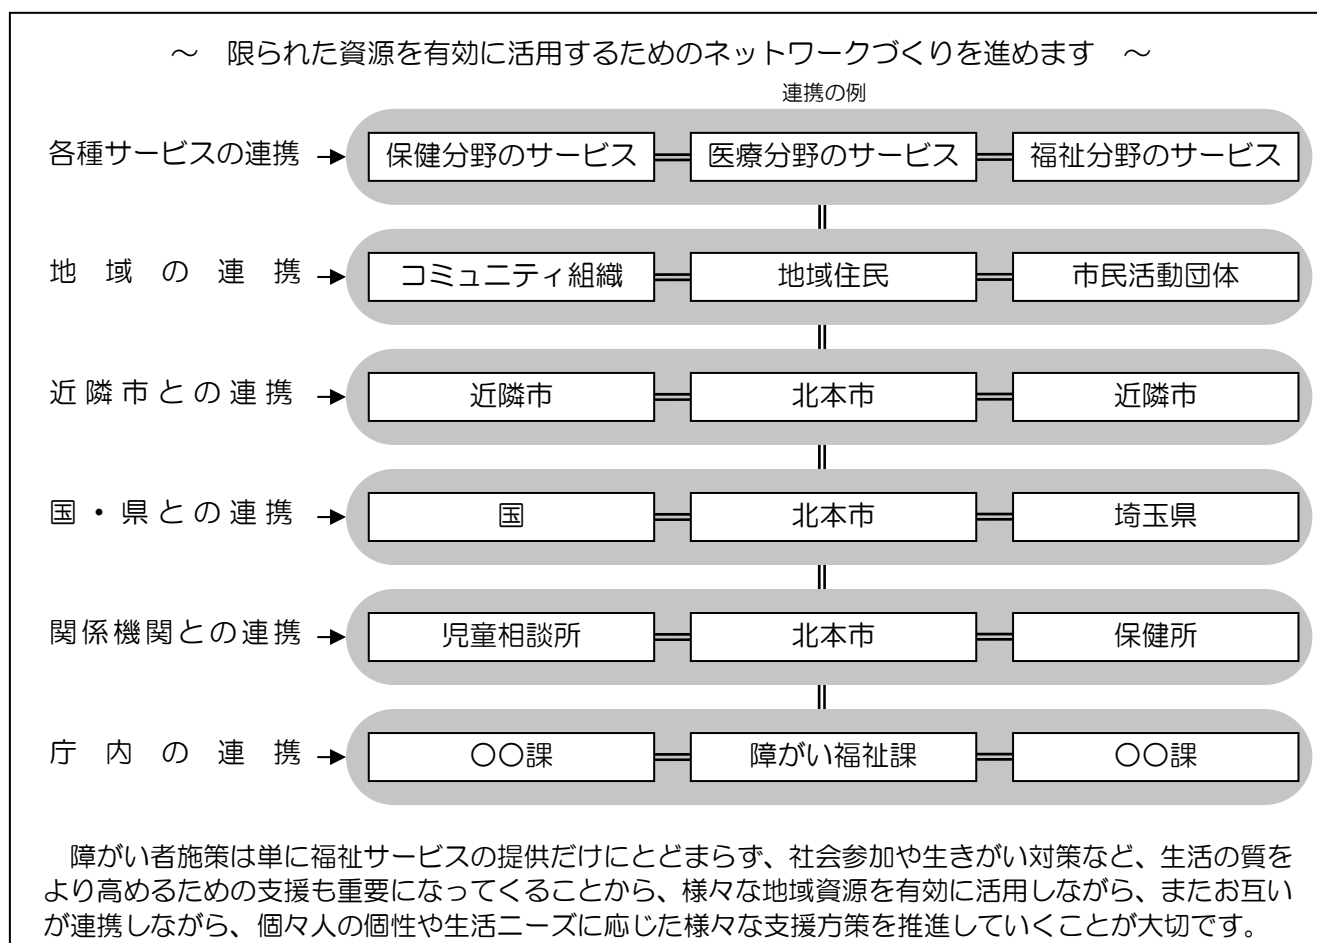 ～　限られた資源を有効に活用するためのネットワークづくりを進めます　～
連携の例
各種サービスの連携　保健分野のサービス　医療分野のサービス　福祉分野のサービス
地域の連携　コミュニティ組織　地域住民　市民活動団体
近隣市との連携　近隣市　北本市　近隣市
国・県との連携　国　北本市　埼玉県
関係機関との連携　児童相談所　北本市　保健所
庁内の連携　〇〇課　障がい福祉課　〇〇課
障がい者施策は単に福祉サービスの提供だけにとどまらず、社会参加や生きがい対策など、生活の質を
より高めるための支援も重要になってくることから、様々な地域資源を有効に活用しながら、またお互い
が連携しながら、個々人の個性や生活ニーズに応じた様々な支援方策を推進していくことが大切です。